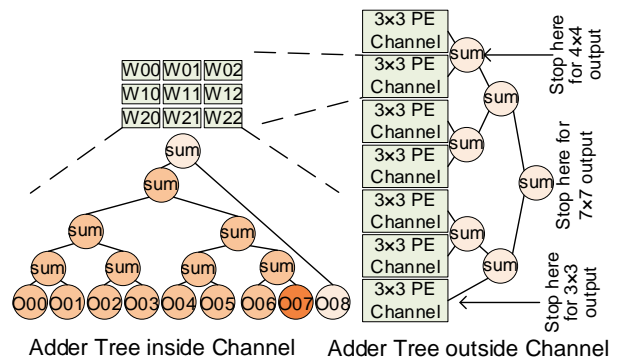 W00 W01 W02
W10 W11 W12
W20 W21 W22
sum
sum
sum sum
sum sum sum sum
O00 O01 O02 O03 O04 O05 O06 O07 O08
Adder Tree inside Channel
3×3 PE
Channel
3×3 PE
Channel
3×3 PE
Channel
3×3 PE
Channel
3×3 PE
Channel
3×3 PE
Channel
3×3 PE
Channel
sum
sum
sum
sum
sum
sum
Stop here
for 4×4
output
Stop here for
7×7 output
Stop here
for 3×3
output
Adder Tree outside Channel